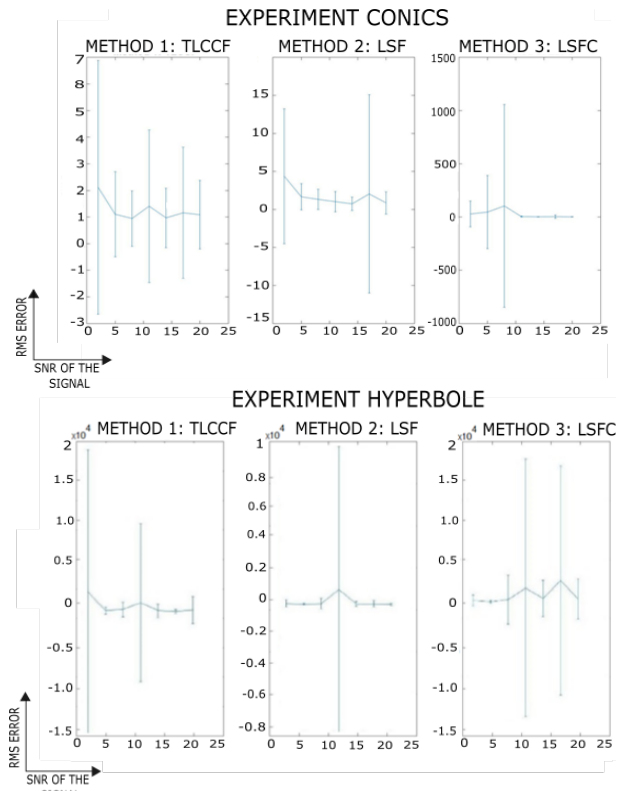 EXPERIMENT CONICS
METHOD 1: TLCCF METHOD 2: LSF METHOD 3: LSFC
7 8 5 4 3 2 1 0 -1 -2 -3
0 5 10 15 20 25
15 10 5 0 -5 -10 -15
0 5 10 15 20 25
1500 1000 500 0 -500 -1000
0 5 10 15 20 25
RMS ERROR
SNR OF THE
SIGNAL
EXPERIMENT HYPERBOLE
METHOD 1: TLCCF METHOD 2: LSF METHOD 3: LSFC
x10⁴
2 1.5 1.0 0.5 0 -0.5 -1.0 -1.5
0 5 10 15 20 25
x10⁴
1 0.8 0.6 0.4 0.2 0 -0.2 -0.4 -0.6 -0.8
0 5 10 15 20 25
x10⁴
2 1.5 1.0 0.5 0 -0.5 -1.0 -1.5
0 5 10 15 20 25
RMS ERROR
SNR OF THE